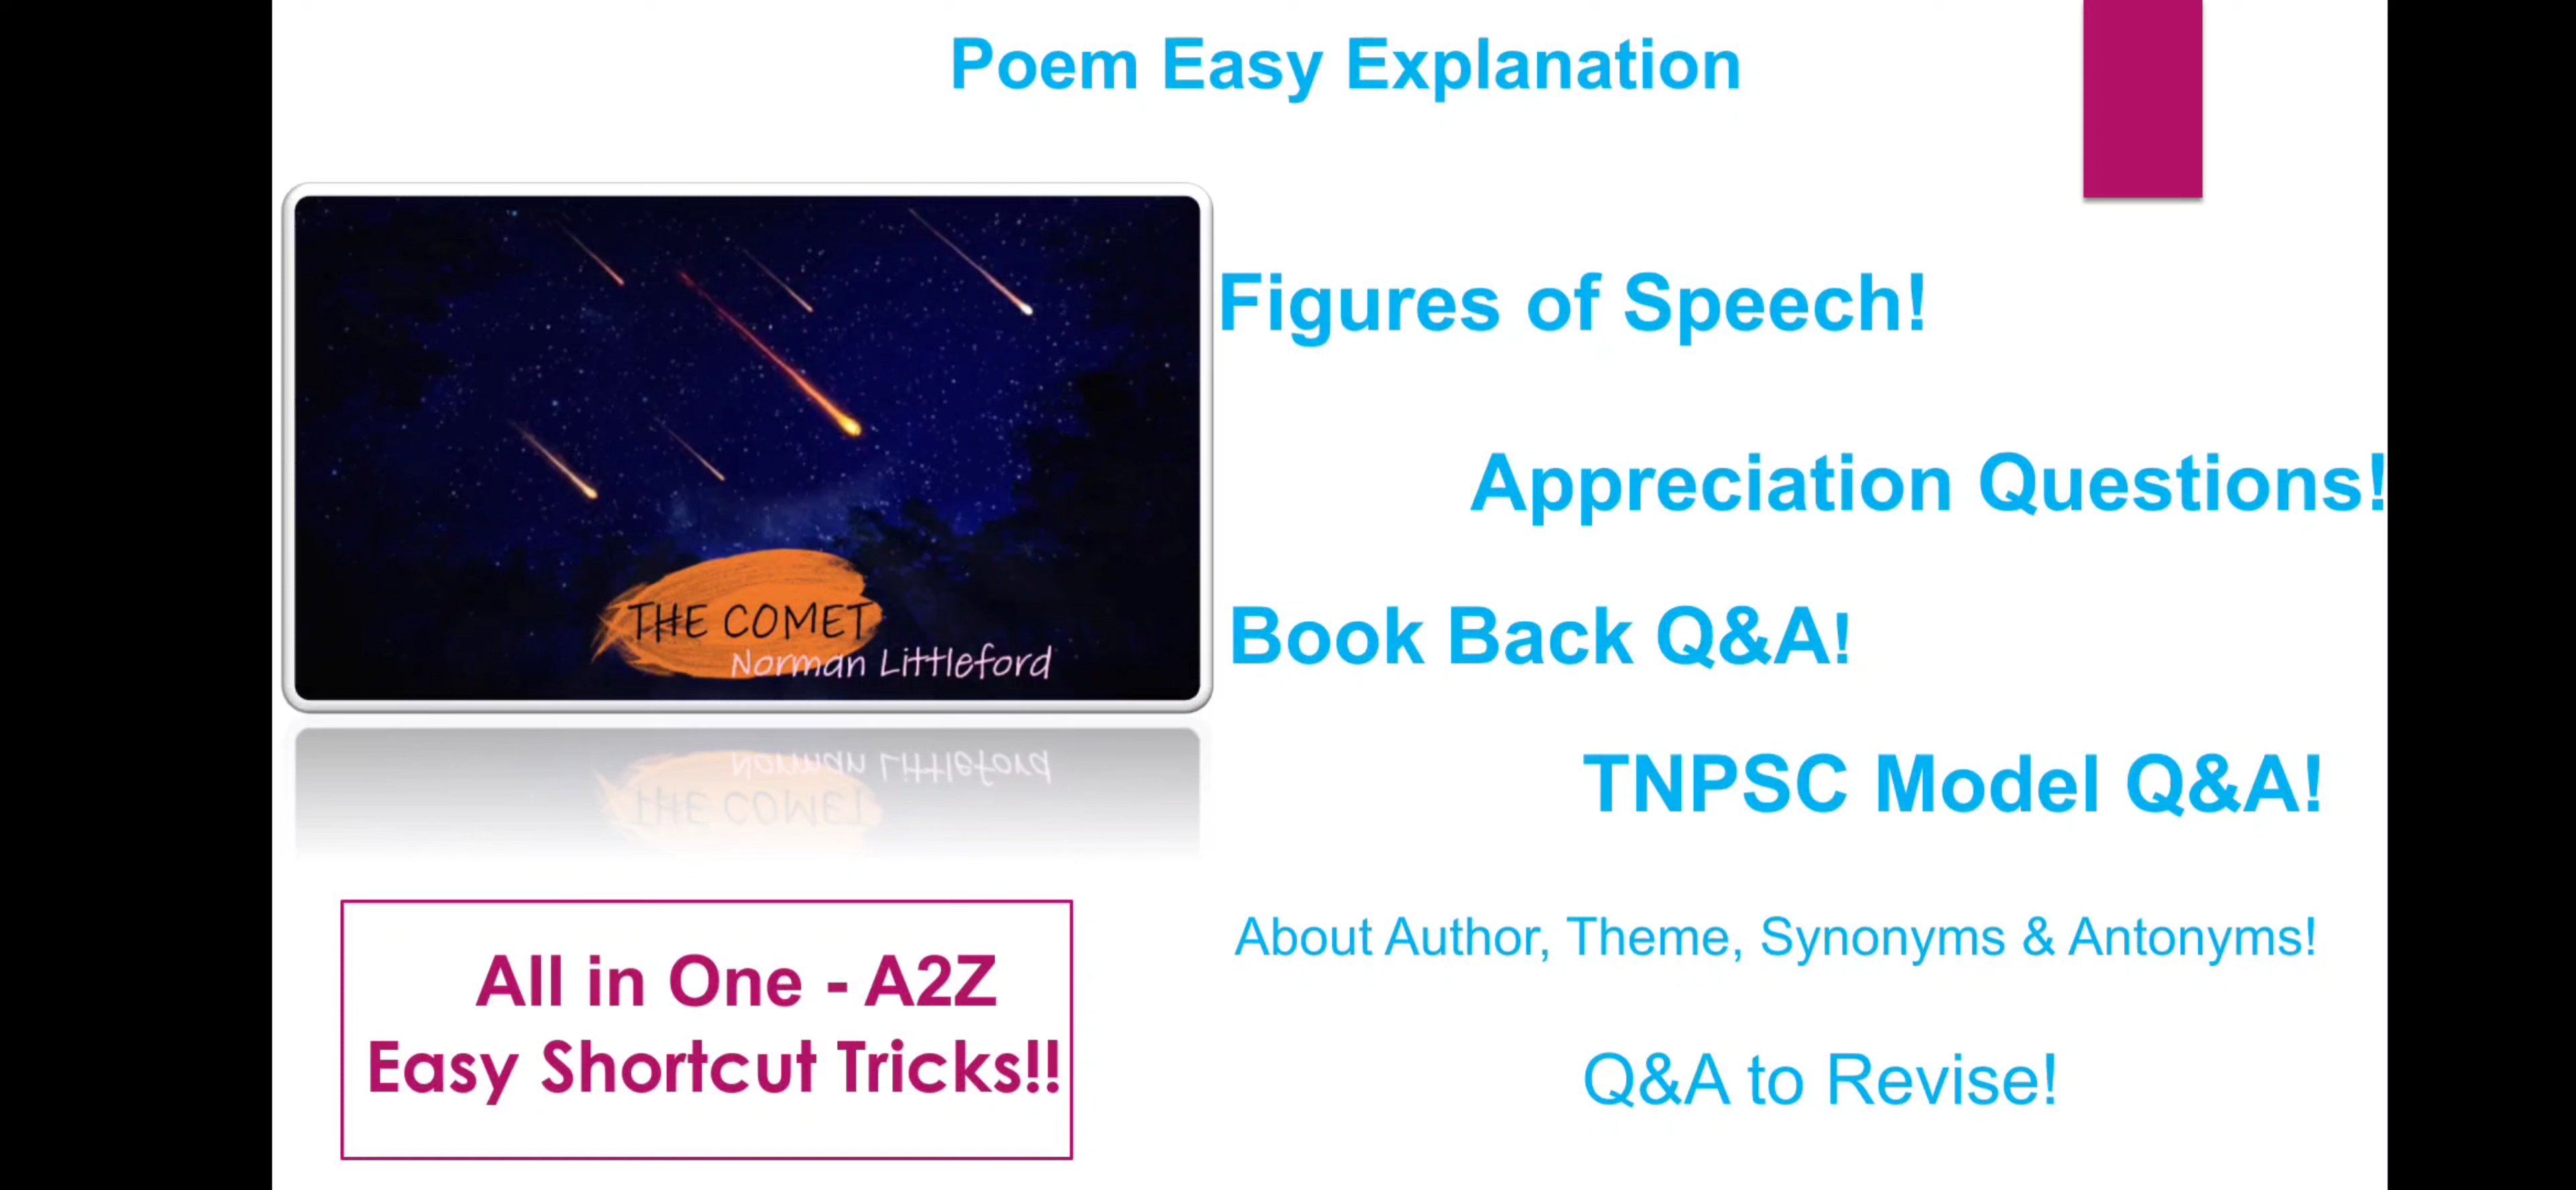 Poem Easy Explanation
Figures of Speech!
Appreciation Questions!
THE COMET
Norman Littleford
Book Back Q&A!
TNPSC Model Q&A!
About Author, Theme, Synonyms & Antonyms!
All in One - A2Z
Easy Shortcut Tricks!!
Q&A to Revise!